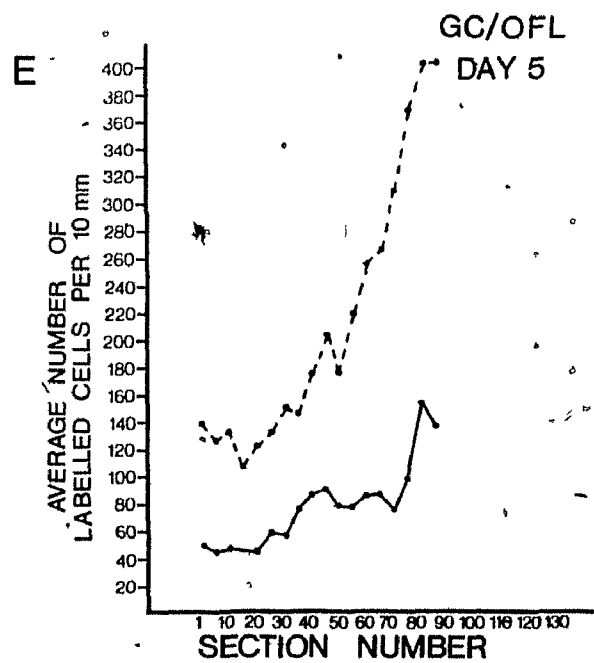 GC/OFL
E
DAY 5
400
380
360
340
320
300
280
260
240
220
200
180
160
140
120
100
80
60
40
20
AVERAGE NUMBER OF
LABELLED CELLS PER 10 mm
1 10 20 30 40 50 60 70 80 90 100 110 120 130
SECTION NUMBER